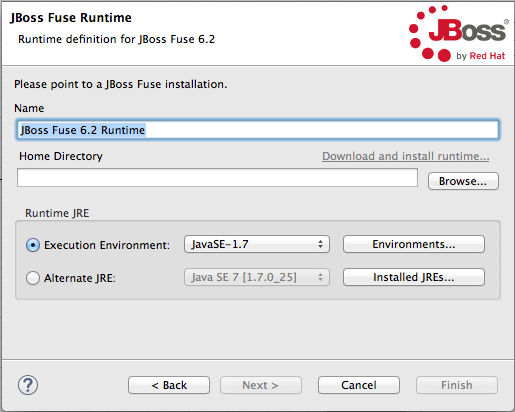 JBoss Fuse Runtime
Runtime definition for JBoss Fuse 6.2
JBoss
by Red Hat
Please point to a JBoss Fuse installation.
Name
JBoss Fuse 6.2 Runtime
Home Directory
Download and install runtime...
Browse...
Runtime JRE
Execution Environment:
JavaSE-1.7
Environments...
Alternate JRE:
Java SE 7 [1.7.0_25]
Installed JREs...
?
< Back
Next >
Cancel
Finish